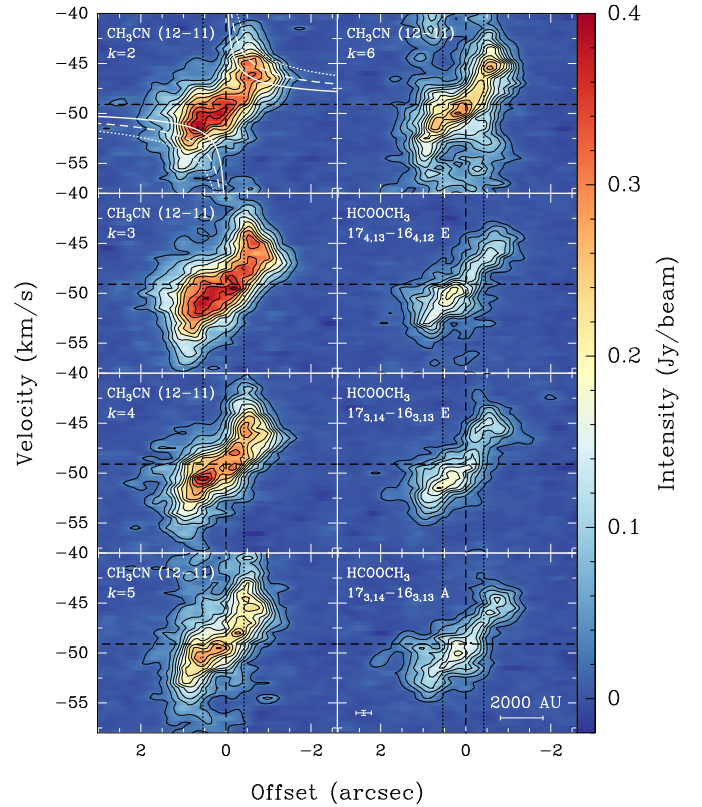 CH₃CN (12−11)
k=2
CH₃CN (12−11)
k=6
CH₃CN (12−11)
k=3
HCOOCH₃
17₄,₁₃−16₄,₁₂ E
CH₃CN (12−11)
k=4
HCOOCH₃
17₃,₁₄−16₃,₁₃ E
CH₃CN (12−11)
k=5
HCOOCH₃
17₃,₁₄−16₃,₁₃ A
2000 AU
−40
−45
−50
−55
−40
−45
−50
−55
−40
−45
−50
−55
−40
−45
−50
−55
Velocity (km/s)
2 0 −2 2 0 −2
Offset (arcsec)
0.4
0.3
0.2
0.1
0
Intensity (Jy/beam)